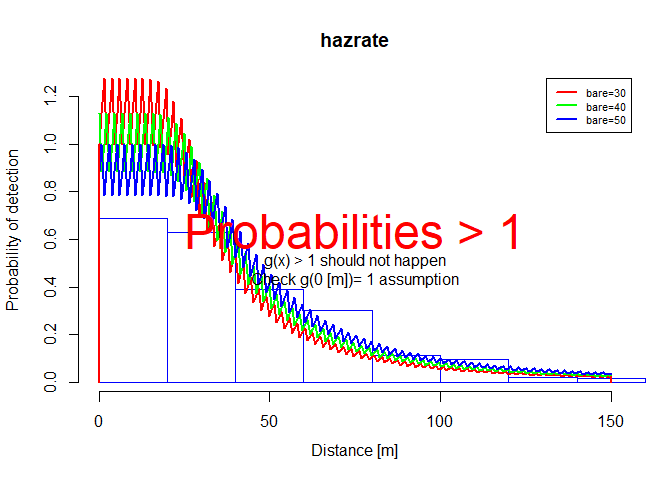 hazrate
bare=30
bare=40
bare=50
Probabilities > 1
g(x) > 1 should not happen
Check g(0 [m])= 1 assumption
Probability of detection
0.0
0.2
0.4
0.6
0.8
1.0
1.2
0
50
100
150
Distance [m]